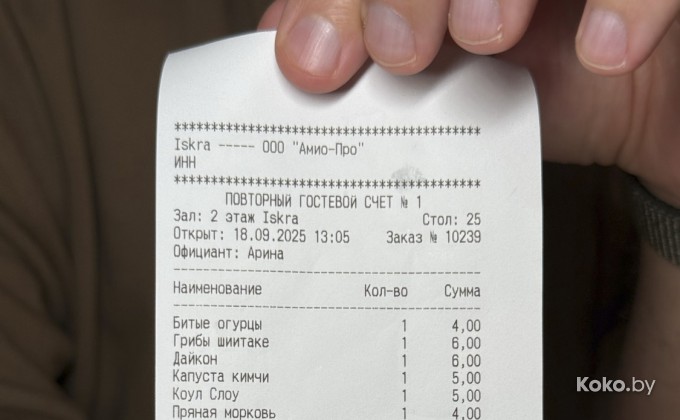 ***********************************
Iskra ----- ООО "Амио-Про"
ИНН
***********************************
ПОВТОРНЫЙ ГОСТЕВОЙ СЧЕТ № 1
Зал: 2 этаж Iskra Стол: 25
Открыт: 18.09.2025 13:05 Заказ № 10239
Официант: Арина
Наименование Кол-во Сумма
Битые огурцы 1 4,00
Грибы шиитаке 1 6,00
Дайкон 1 6,00
Капуста кимчи 1 5,00
Коул Слоу 1 5,00
Пряная морковь 1 4,00
Koko.by